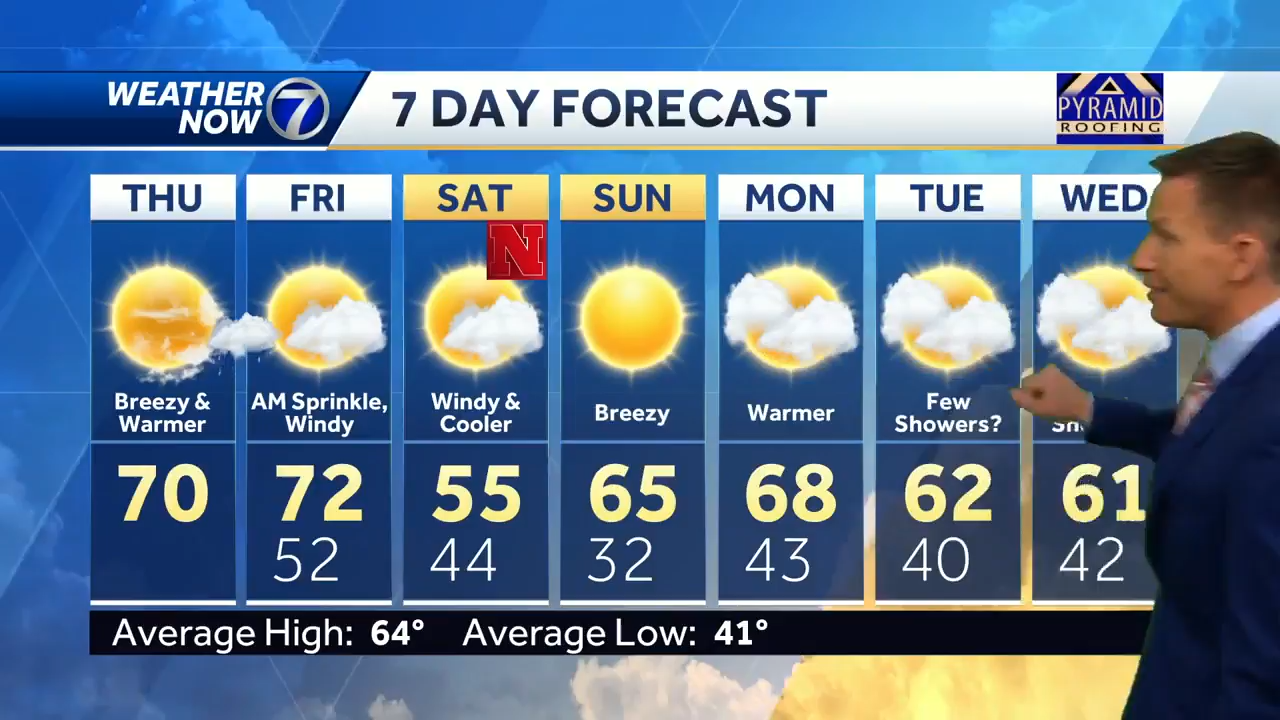 WEATHER
NOW 7
7 DAY FORECAST
PYRAMID
ROOFING
THU
FRI
SAT
SUN
MON
TUE
WED
N
Breezy &
Warmer
AM Sprinkle,
Windy
Windy &
Cooler
Breezy
Warmer
Few
Showers?
70
72
55
65
68
62
61
52
44
32
43
40
42
Average High: 64° Average Low: 41°